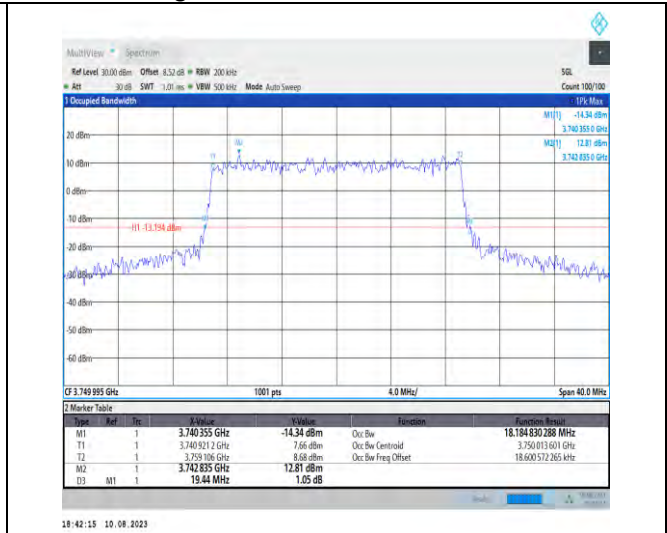 MultiView Spectrum
Ref Level 30.00 dBm Offset 8.52 dB RBW 200 kHz SGL
Att 30 dB SWT 1.01 ms VBW 500 kHz Mode Auto Sweep Count 100/100
1 Occupied Bandwidth 1Pk Max
M1[1] -14.34 dBm
3.740 355 0 GHz
M2[1] 12.81 dBm
3.742 835 0 GHz
20 dBm
M2
T1 T2
10 dBm
0 dBm
-10 dBm
H1 -13.194 dBm
-20 dBm
-30 dBm
-40 dBm
-50 dBm
-60 dBm
CF 3.749 995 GHz 1001 pts 4.0 MHz/ Span 40.0 MHz
2 Marker Table
Type Ref Trc X-Value Y-Value Function Function Result
M1 1 3.740 355 GHz -14.34 dBm Occ Bw 18.184 830 288 MHz
T1 1 3.740 921 2 GHz 7.66 dBm Occ Bw Centroid 3.750 013 601 GHz
T2 1 3.759 106 GHz 8.68 dBm Occ Bw Freq Offset 18.600 572 265 kHz
M2 1 3.742 835 GHz 12.81 dBm
D3 M1 1 19.44 MHz 1.05 dB
18:42:15 10.08.2023